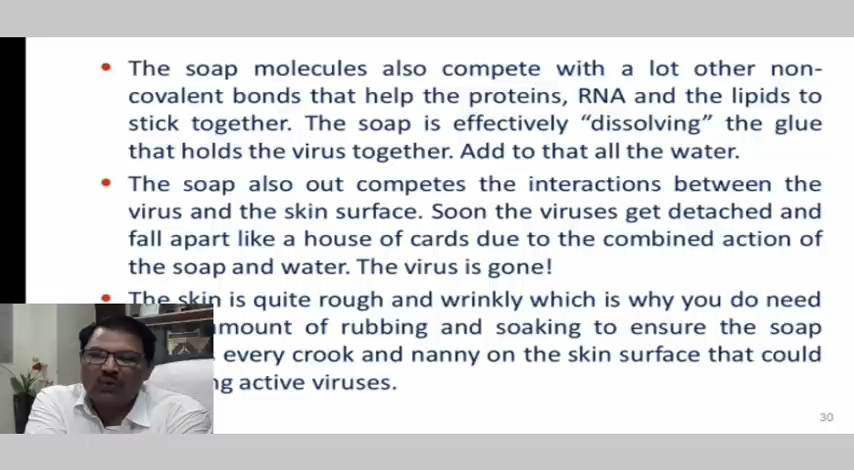 • The soap molecules also compete with a lot other non-
covalent bonds that help the proteins, RNA and the lipids to
stick together. The soap is effectively “dissolving” the glue
that holds the virus together. Add to that all the water.
• The soap also out competes the interactions between the
virus and the skin surface. Soon the viruses get detached and
fall apart like a house of cards due to the combined action of
the soap and water. The virus is gone!
• The skin is quite rough and wrinkly which is why you do need
amount of rubbing and soaking to ensure the soap
every crook and nanny on the skin surface that could
active viruses.
30